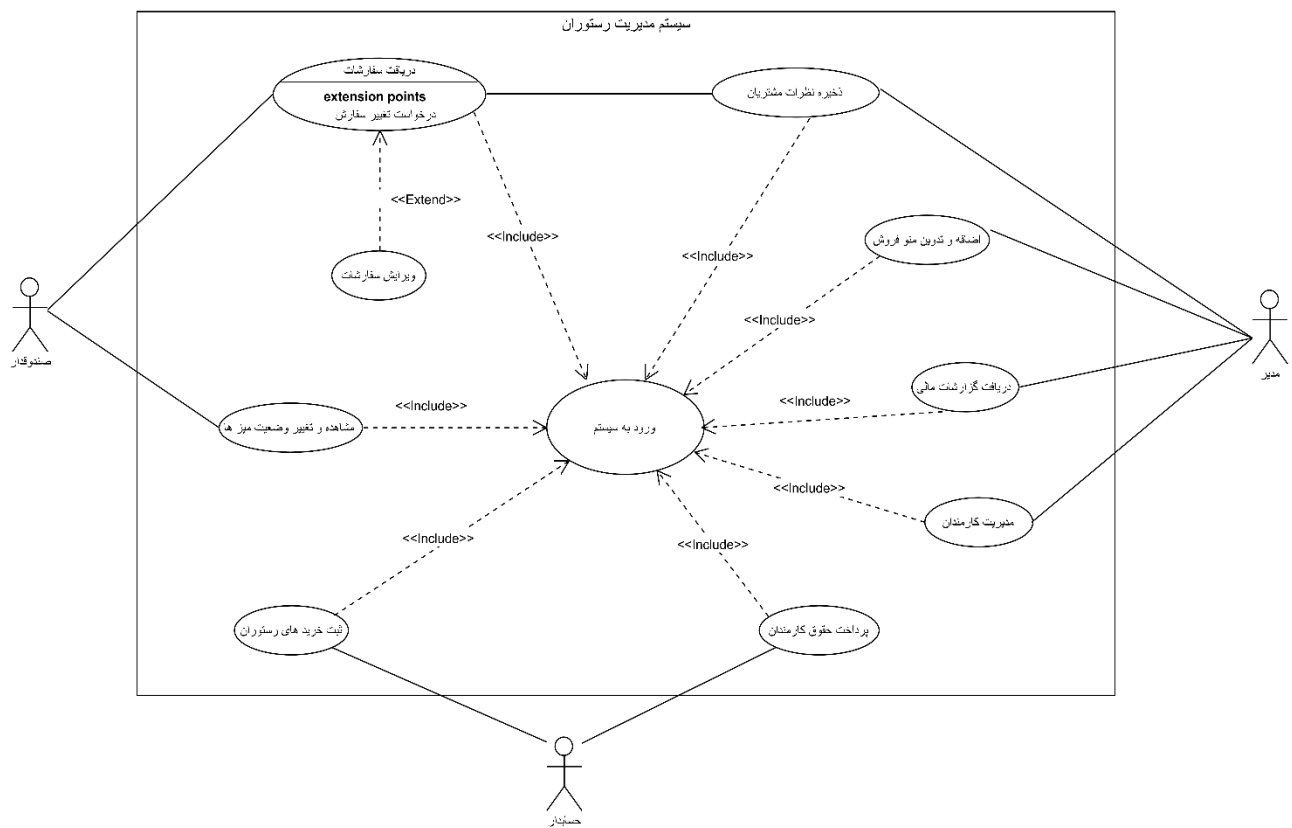 سیستم مدیریت رستوران
دریافت سفارشات
extension points
درخواست تغییر سفارش
ذخیره نظرات مشتریان
<<Extend>>
<<Include>>
<<Include>>
اضافه و تدوین منو فروش
ویرایش سفارشات
<<Include>>
صندوقدار
مدیر
دریافت گزارشات مالی
<<Include>>
<<Include>>
مشاهده و تغییر وضعیت میز ها
ورود به سیستم
<<Include>>
مدیریت کارمندان
<<Include>>
<<Include>>
ثبت خرید های رستوران
پرداخت حقوق کارمندان
حسابدار